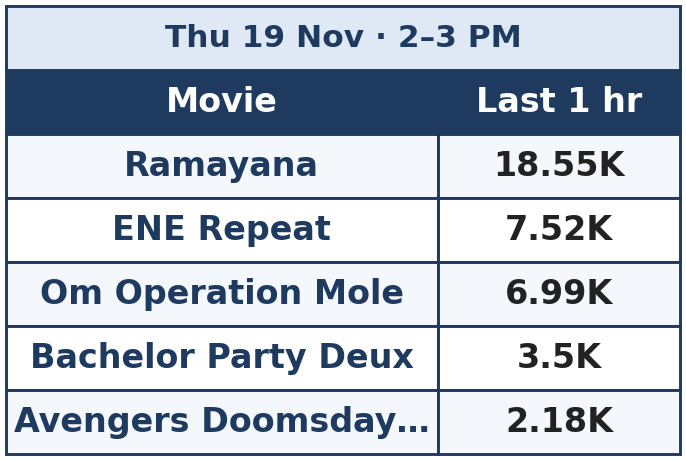 Thu 19 Nov · 2–3 PM
Movie Last 1 hr
Ramayana 18.55K
ENE Repeat 7.52K
Om Operation Mole 6.99K
Bachelor Party Deux 3.5K
Avengers Doomsday... 2.18K